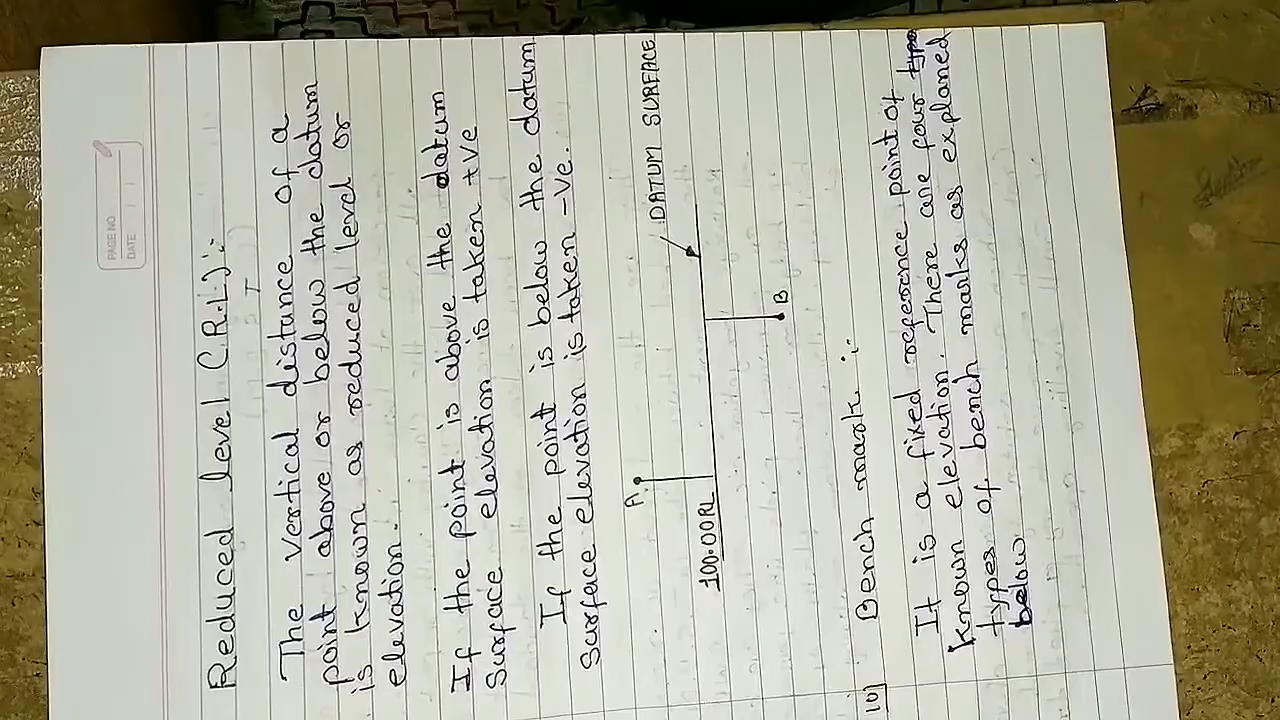 PAGE NO.
DATE
Reduced level (R.L):-
The vertical distance of a
point above or below the datum
is known as reduced level or
elevation.
If the point is above the datum
Surface elevation is taken +ve
If the point is below the datum
Surface elevation is taken -ve.
DATUM SURFACE
A
100.00RL
B
10) Bench mark :-
It is a fixed reference point of
known elevation. There are four type
types of bench marks as explaned
below